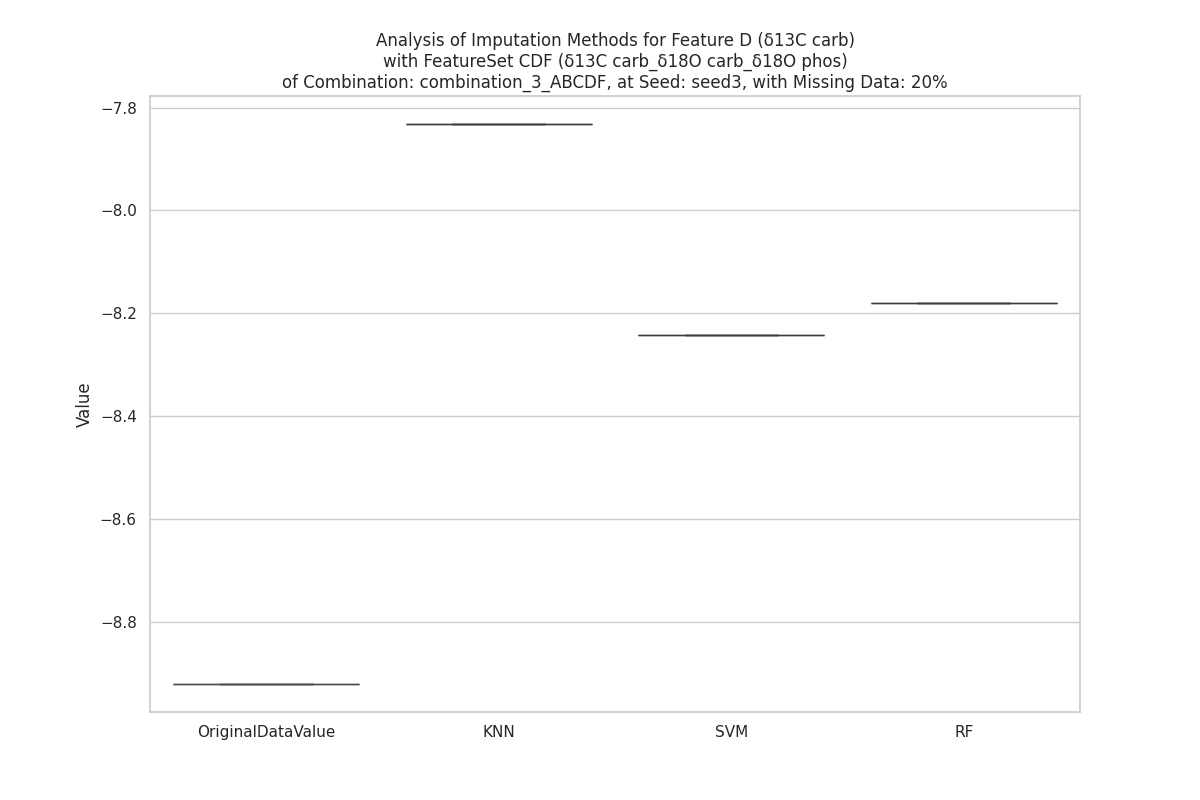 Analysis of Imputation Methods for Feature D (δ13C carb)
with FeatureSet CDF (δ13C carb_δ18O carb_δ18O phos)
of Combination: combination_3_ABCDF, at Seed: seed3, with Missing Data: 20%
−7.8
−8.0
−8.2
−8.4
−8.6
−8.8
Value
OriginalDataValue
KNN
SVM
RF